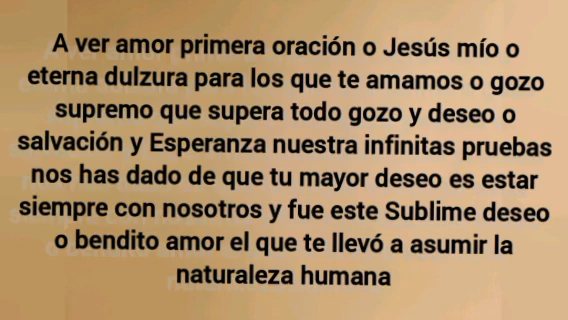 A ver amor primera oración o Jesús mío o
eterna dulzura para los que te amamos o gozo
supremo que supera todo gozo y deseo o
salvación y Esperanza nuestra infinitas pruebas
nos has dado de que tu mayor deseo es estar
siempre con nosotros y fue este Sublime deseo
o bendito amor el que te llevó a asumir la
naturaleza humana